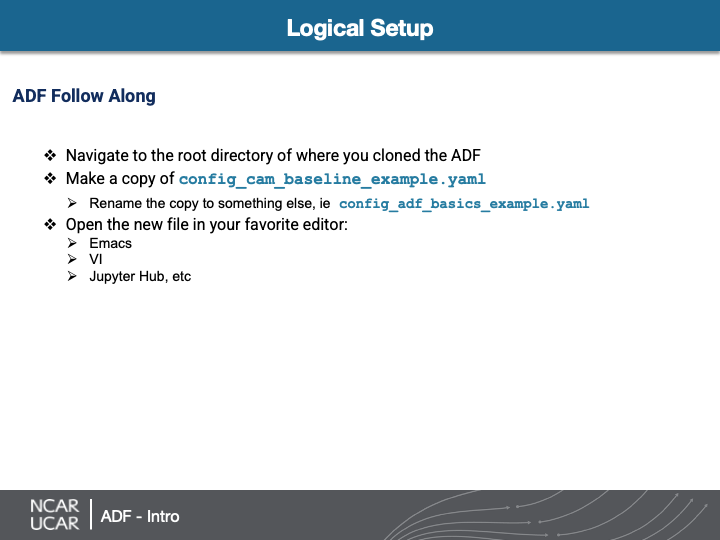 Logical Setup
ADF Follow Along
❖ Navigate to the root directory of where you cloned the ADF
❖ Make a copy of config_cam_baseline_example.yaml
➢ Rename the copy to something else, ie config_adf_basics_example.yaml
❖ Open the new file in your favorite editor:
➢ Emacs
➢ VI
➢ Jupyter Hub, etc
NCAR
UCAR
ADF - Intro